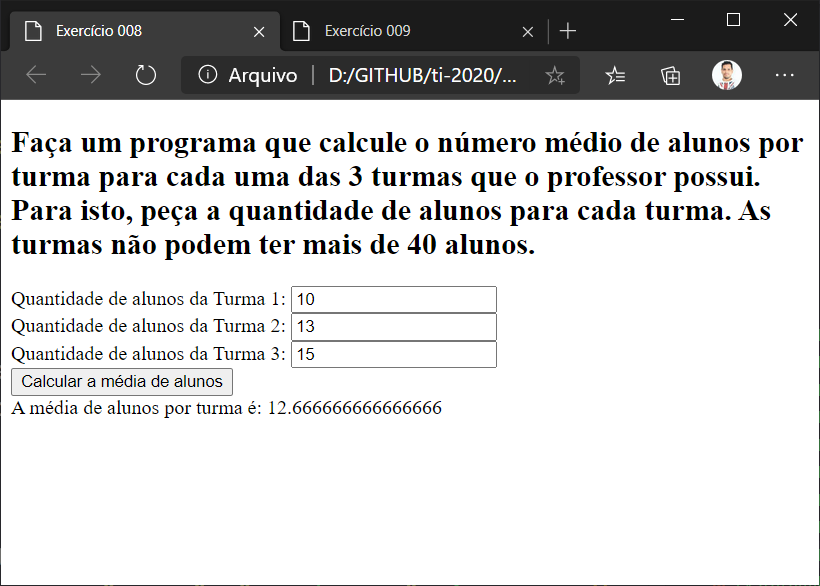 Exercício 008
Exercício 009
Arquivo | D:/GITHUB/ti-2020/...
Faça um programa que calcule o número médio de alunos por
turma para cada uma das 3 turmas que o professor possui.
Para isto, peça a quantidade de alunos para cada turma. As
turmas não podem ter mais de 40 alunos.
Quantidade de alunos da Turma 1: 10
Quantidade de alunos da Turma 2: 13
Quantidade de alunos da Turma 3: 15
Calcular a média de alunos
A média de alunos por turma é: 12.666666666666666